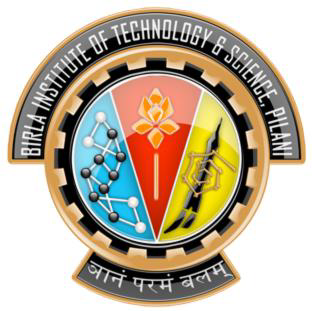 BIRLA INSTITUTE OF TECHNOLOGY & SCIENCE, PILANI
ज्ञानं परमं बलम्